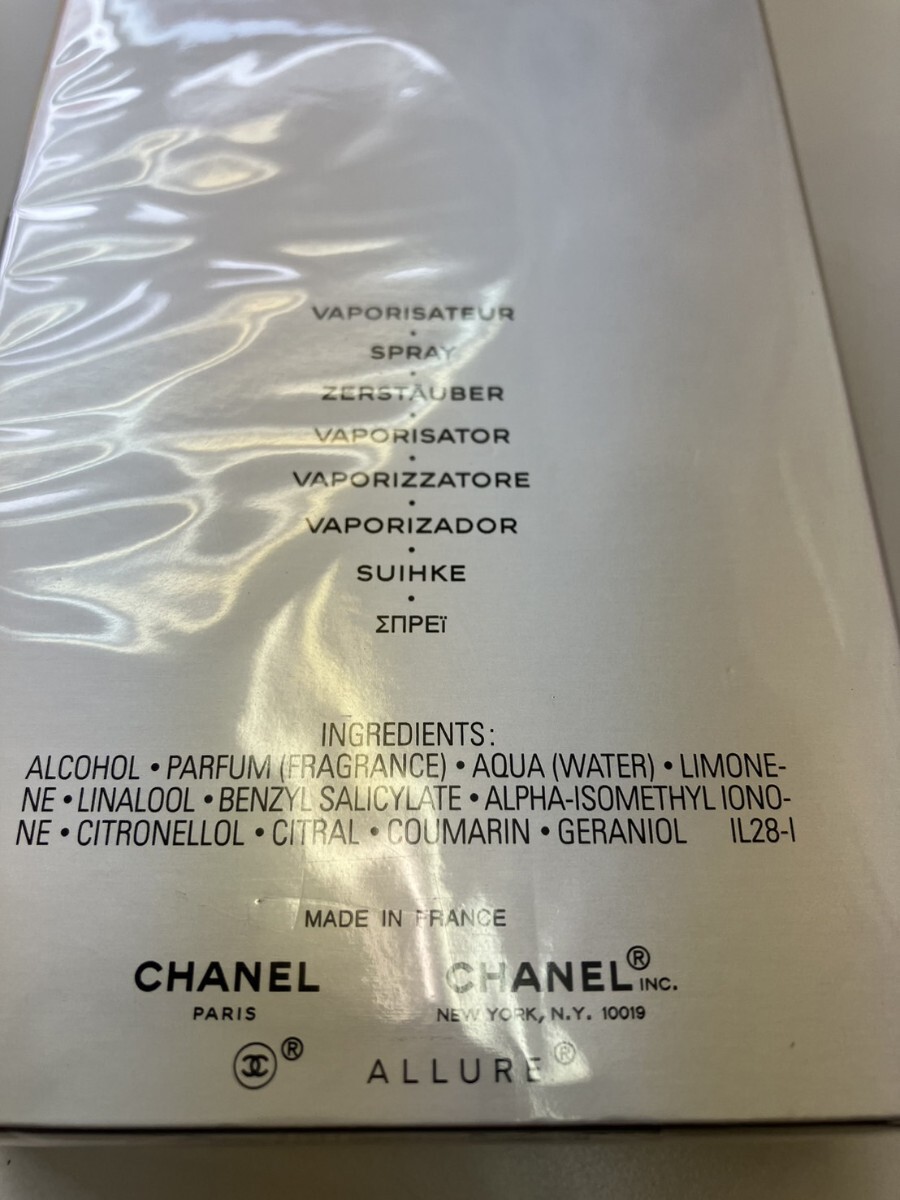 VAPORISATEUR
•
SPRAY
•
ZERSTÄUBER
•
VAPORISATOR
•
VAPORIZZATORE
•
VAPORIZADOR
•
SUIHKE
•
ΣΠΡΕϊ
INGREDIENTS:
ALCOHOL • PARFUM (FRAGRANCE) • AQUA (WATER) • LIMONE-
NE • LINALOOL • BENZYL SALICYLATE • ALPHA-ISOMETHYL IONO-
NE • CITRONELLOL • CITRAL • COUMARIN • GERANIOL IL28-I
MADE IN FRANCE
CHANEL CHANEL® INC.
PARIS NEW YORK, N.Y. 10019
® ALLURE®